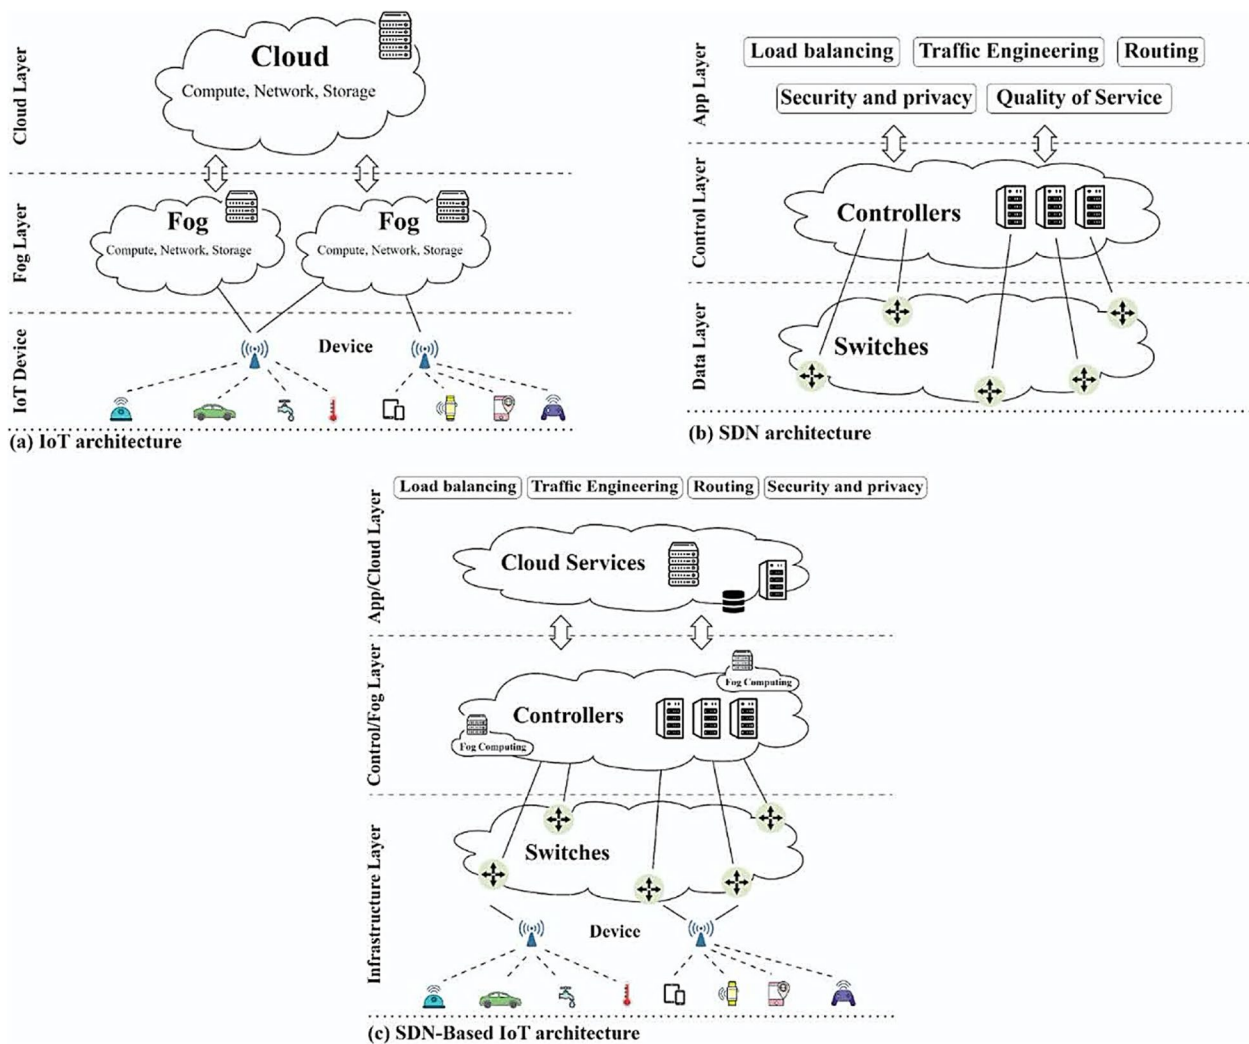 Cloud Layer
Cloud
Compute, Network, Storage
Fog Layer
Fog
Compute, Network, Storage
Fog
Compute, Network, Storage
IoT Device
Device
(a) IoT architecture
App Layer
Load balancing
Traffic Engineering
Routing
Security and privacy
Quality of Service
Control Layer
Controllers
Data Layer
Switches
(b) SDN architecture
App/Cloud Layer
Load balancing
Traffic Engineering
Routing
Security and privacy
Cloud Services
Control/Fog Layer
Fog Computing
Controllers
Fog Computing
Infrastructure Layer
Switches
Device
(c) SDN-Based IoT architecture